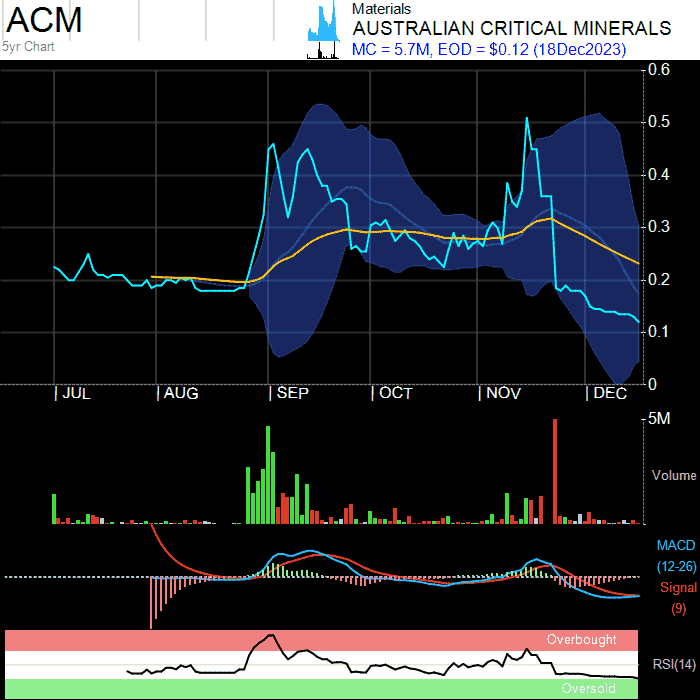 ACM
5yr Chart
Materials
AUSTRALIAN CRITICAL MINERALS
MC = 5.7M, EOD = $0.12 (18Dec2023)
0.6
0.5
0.4
0.3
0.2
0.1
0
JUL AUG SEP OCT NOV DEC
5M
Volume
MACD
(12-26)
Signal
(9)
Overbought
RSI(14)
Oversold